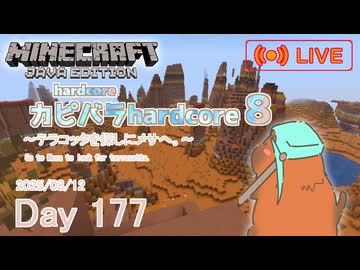 MINECRAFT
JAVA EDITION
LIVE
hardcore
カピバラhardcore8
～テラコッタを探しにメサへ。～
Go to Mesa to look for terracotta.
2025/06/12
Day 177